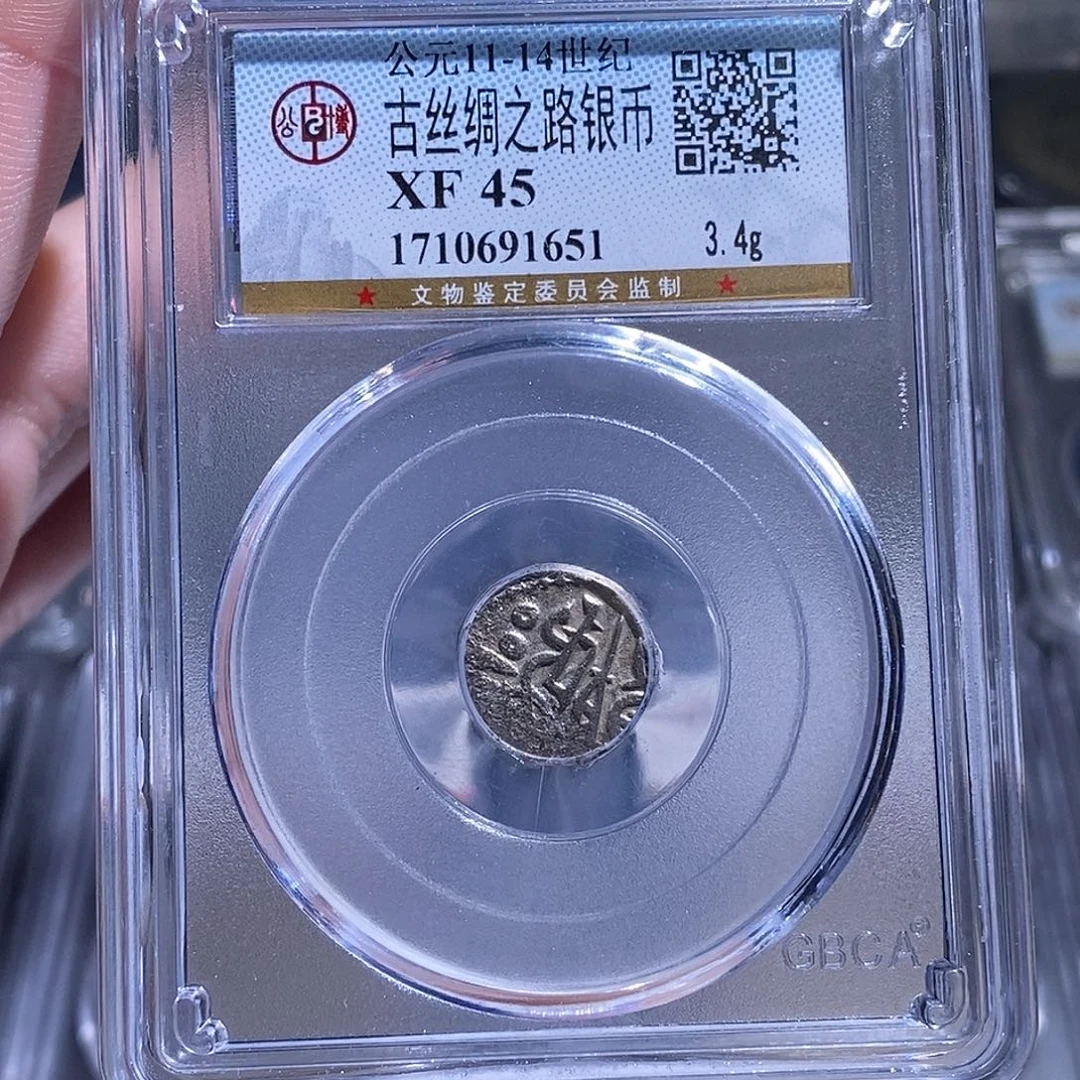 公元11-14世纪
古丝绸之路银币
XF 45
1710691651 3.4g
★ 文物鉴定委员会监制 ★
GBCA